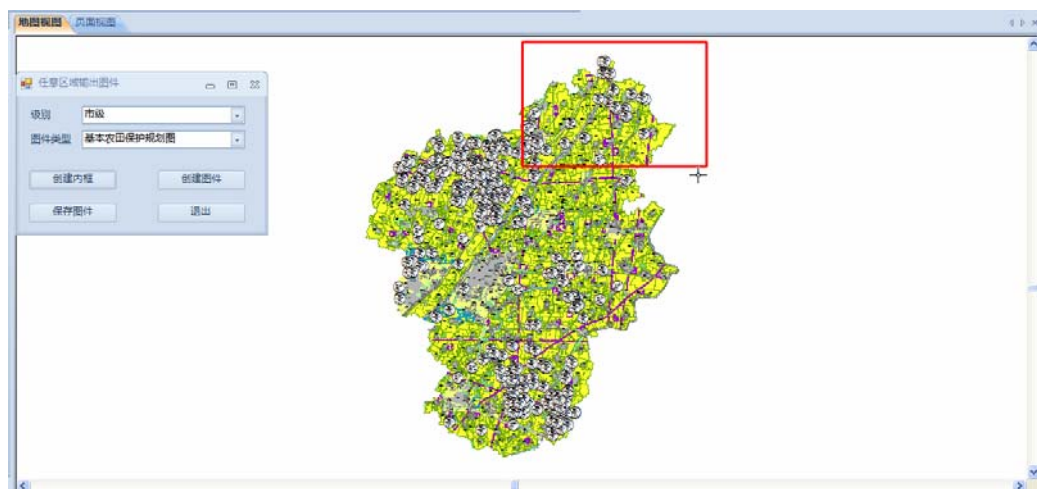 地图视图 页面视图
任意区域输出图件
级别 市级
图件类型 基本农田保护规划图
创建内框 创建图件
保存图件 退出